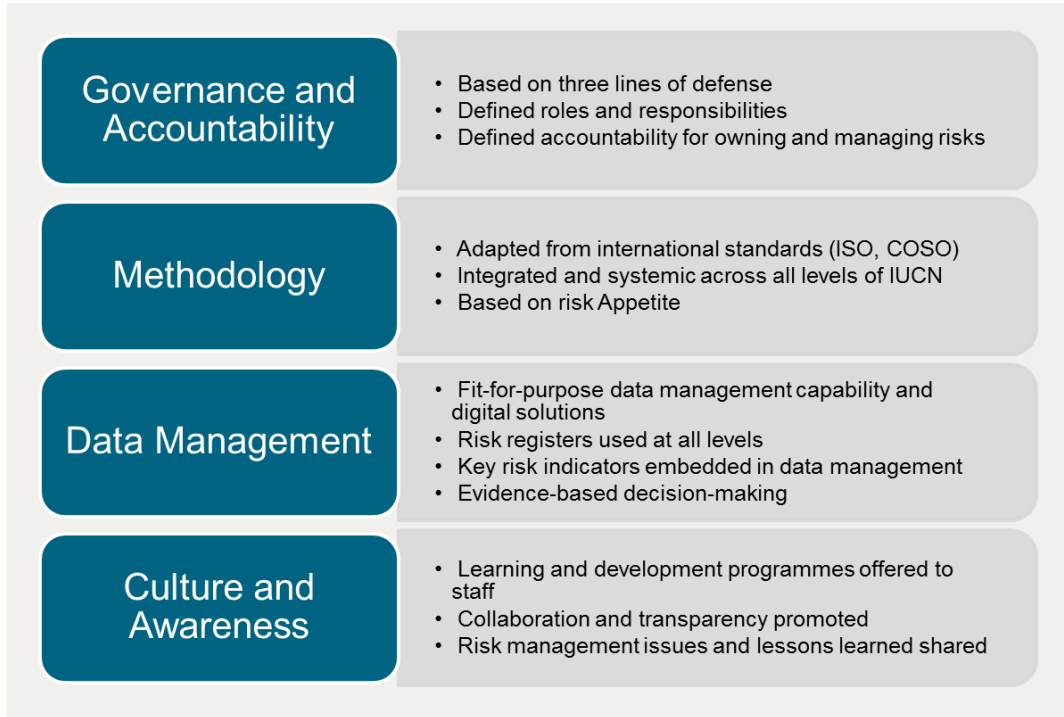 Governance and
Accountability
• Based on three lines of defense
• Defined roles and responsibilities
• Defined accountability for owning and managing risks
Methodology
• Adapted from international standards (ISO, COSO)
• Integrated and systemic across all levels of IUCN
• Based on risk Appetite
Data Management
• Fit-for-purpose data management capability and
digital solutions
• Risk registers used at all levels
• Key risk indicators embedded in data management
• Evidence-based decision-making
Culture and
Awareness
• Learning and development programmes offered to
staff
• Collaboration and transparency promoted
• Risk management issues and lessons learned shared